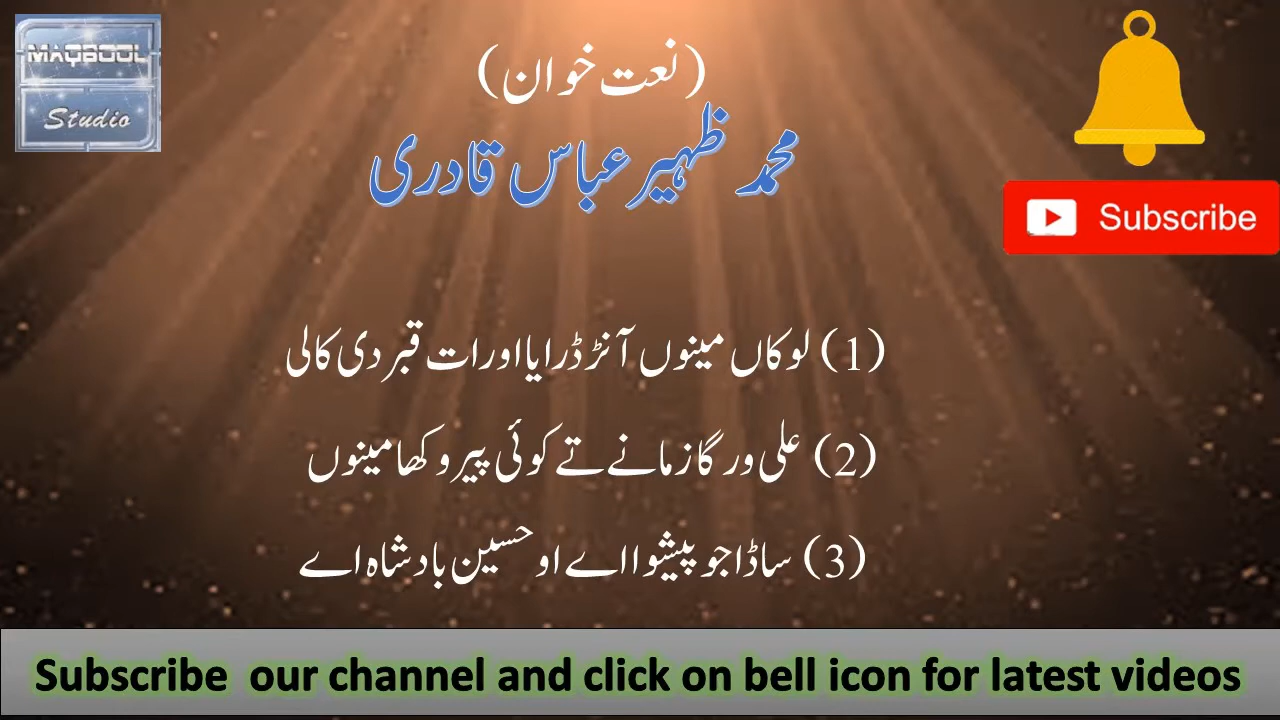 MAQBOOL
Studio
(نعت خوان)
محمد ظہیر عباس قادری
Subscribe
(1) لوکاں مینوں آنڑ ڈرایا اورات قبر دی کالی
(2) علی ورگا زمانے تے کوئی پیر وکھا مینوں
(3) ساڈا جو پیشوا اے او حسین بادشاہ اے
Subscribe our channel and click on bell icon for latest videos